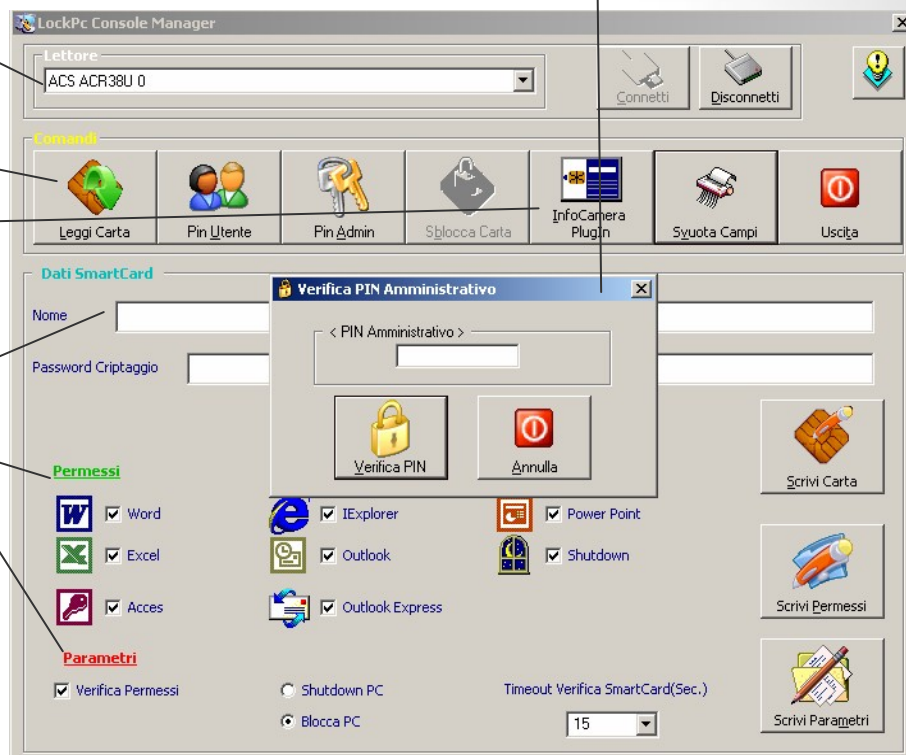 LockPc Console Manager
Lettore
ACS ACR38U 0
Connetti
Disconnetti
Comandi
Leggi Carta
Pin Utente
Pin Admin
Sblocca Carta
InfoCamera
PlugIn
Svuota Campi
Uscita
Dati SmartCard
Verifica PIN Amministrativo
Nome
< PIN Amministrativo >
Password Criptaggio
Verifica PIN
Annulla
Scrivi Carta
Permessi
Word
IExplorer
Power Point
Excel
Outlook
Shutdown
Acces
Outlook Express
Scrivi Permessi
Parametri
Verifica Permessi
Shutdown PC
Timeout Verifica SmartCard(Sec.)
Blocca PC
15
Scrivi Parametri